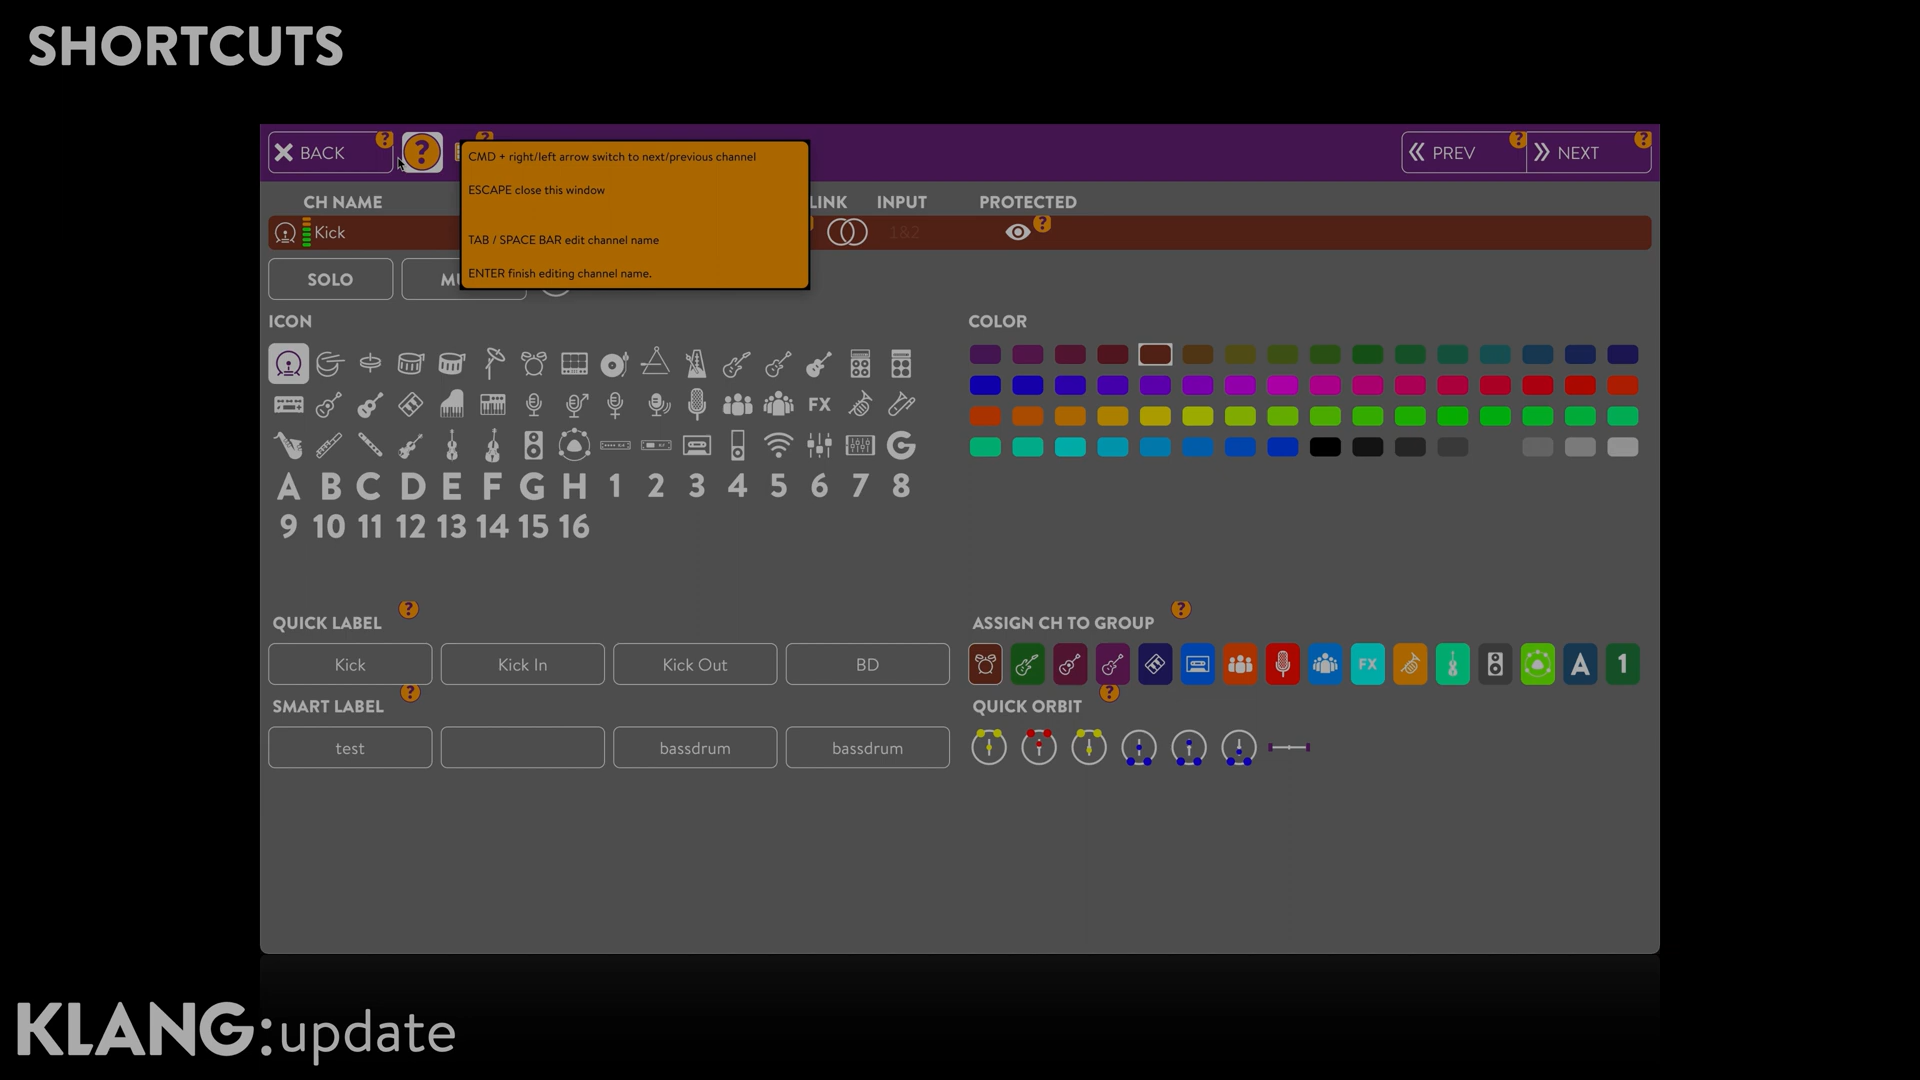 SHORTCUTS
BACK
?
?
?
PREV
?
NEXT
?
CMD + right/left arrow switch to next/previous channel
ESCAPE close this window
TAB / SPACE BAR edit channel name
ENTER finish editing channel name.
CH NAME
LINK
INPUT
PROTECTED
Kick
1&2
?
SOLO
MU
ICON
COLOR
FX
G
A B C D E F G H 1 2 3 4 5 6 7 8
9 10 11 12 13 14 15 16
QUICK LABEL
?
ASSIGN CH TO GROUP
?
Kick
Kick In
Kick Out
BD
FX
A
1
SMART LABEL
?
QUICK ORBIT
?
test
bassdrum
bassdrum
KLANG:update